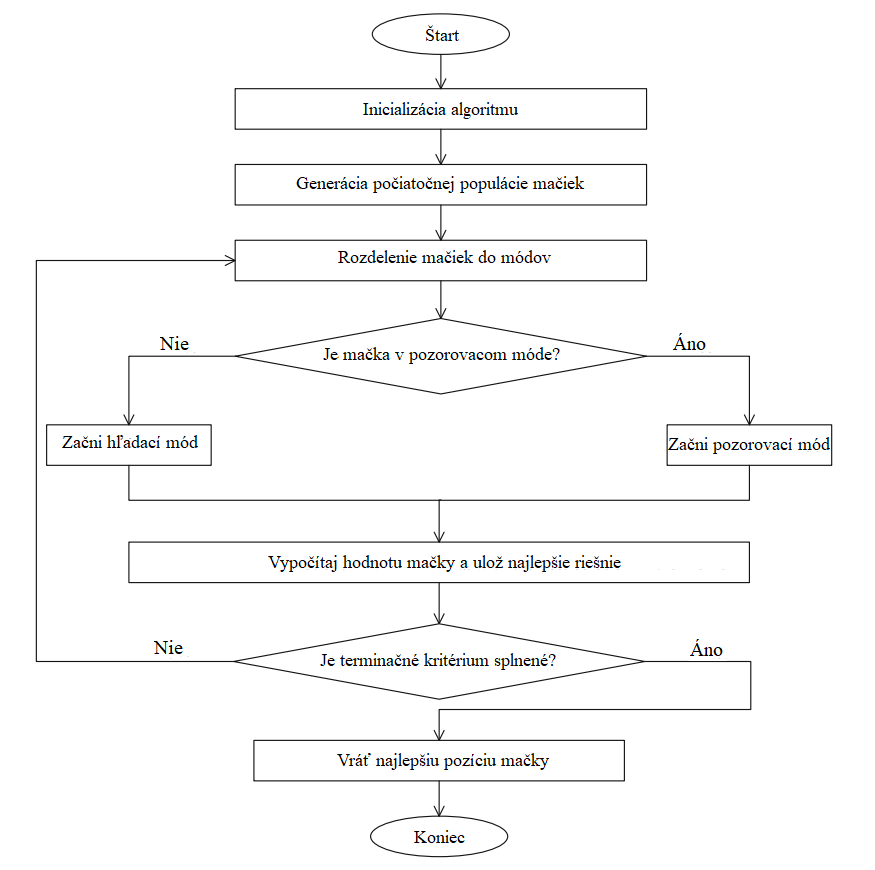 Štart
Inicializácia algoritmu
Generácia počiatočnej populácie mačiek
Rozdelenie mačiek do módov
Nie
Je mačka v pozorovacom móde?
Áno
Začni hľadací mód
Začni pozorovací mód
Vypočítaj hodnotu mačky a ulož najlepšie riešnie
Nie
Je terminačné kritérium splnené?
Áno
Vráť najlepšiu pozíciu mačky
Koniec